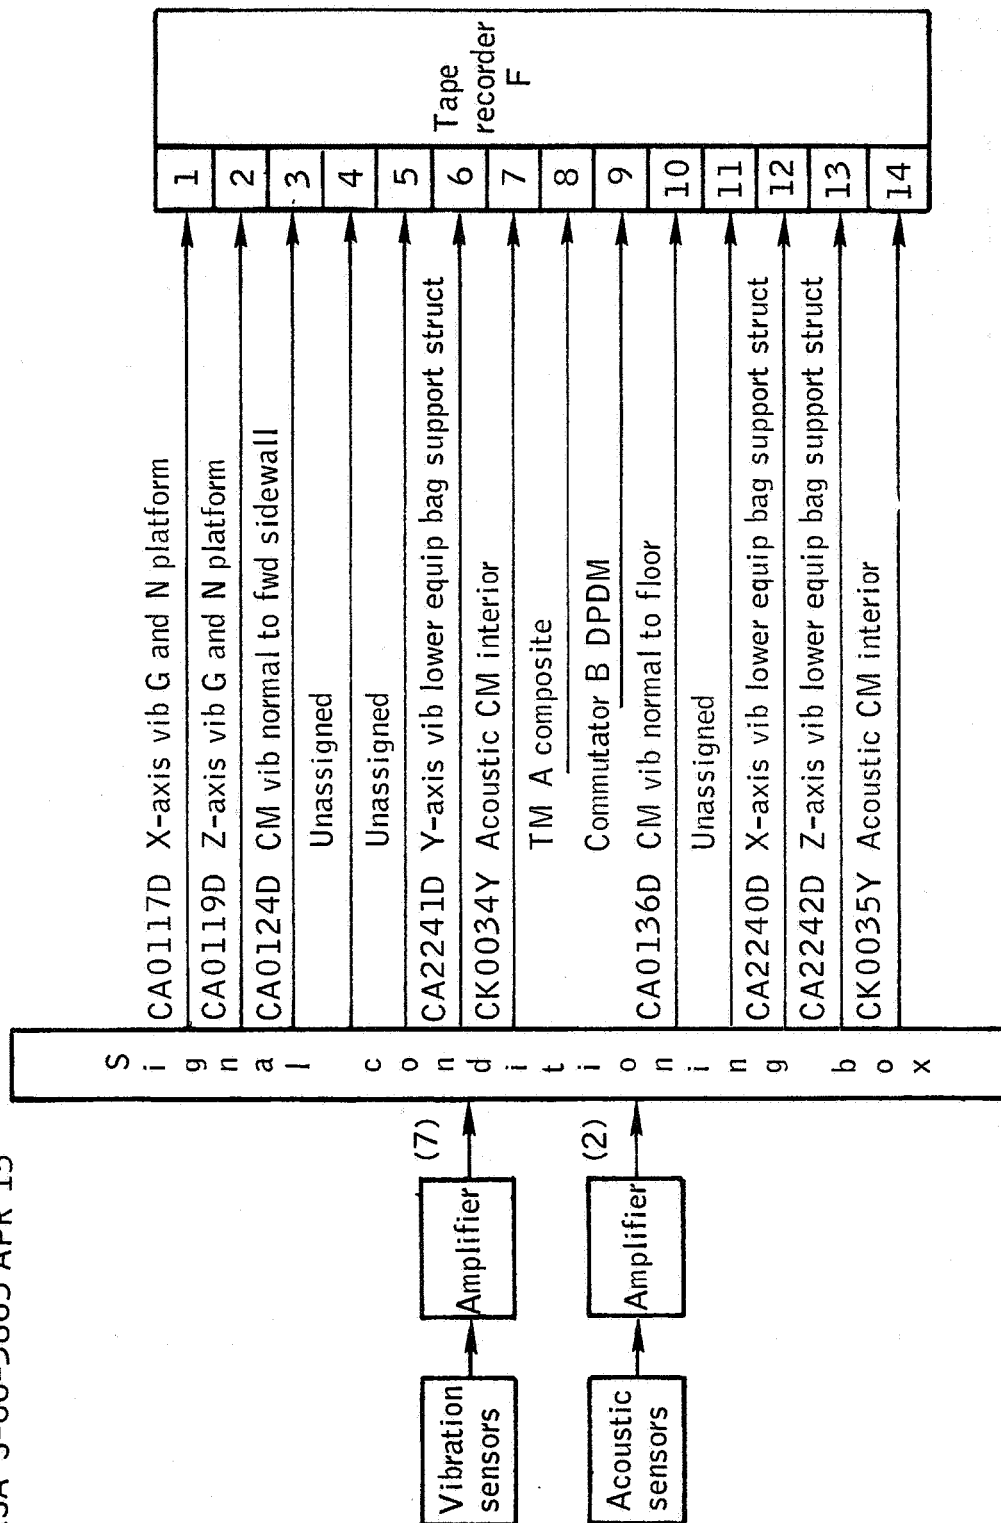 Vibration
sensors
Amplifier
(7)
Acoustic
sensors
Amplifier
(2)
Signal conditioning box
CA0117D X-axis vib G and N platform
CA0119D Z-axis vib G and N platform
CA0124D CM vib normal to fwd sidewall
Unassigned
Unassigned
CA2241D Y-axis vib lower equip bag support struct
CK0034Y Acoustic CM interior
TM A composite
Commutator B DPDM
CA0136D CM vib normal to floor
Unassigned
CA2240D X-axis vib lower equip bag support struct
CA2242D Z-axis vib lower equip bag support struct
CK0035Y Acoustic CM interior
1
2
3
4
5
6
7
8
9
10
11
12
13
14
Tape
recorder
F